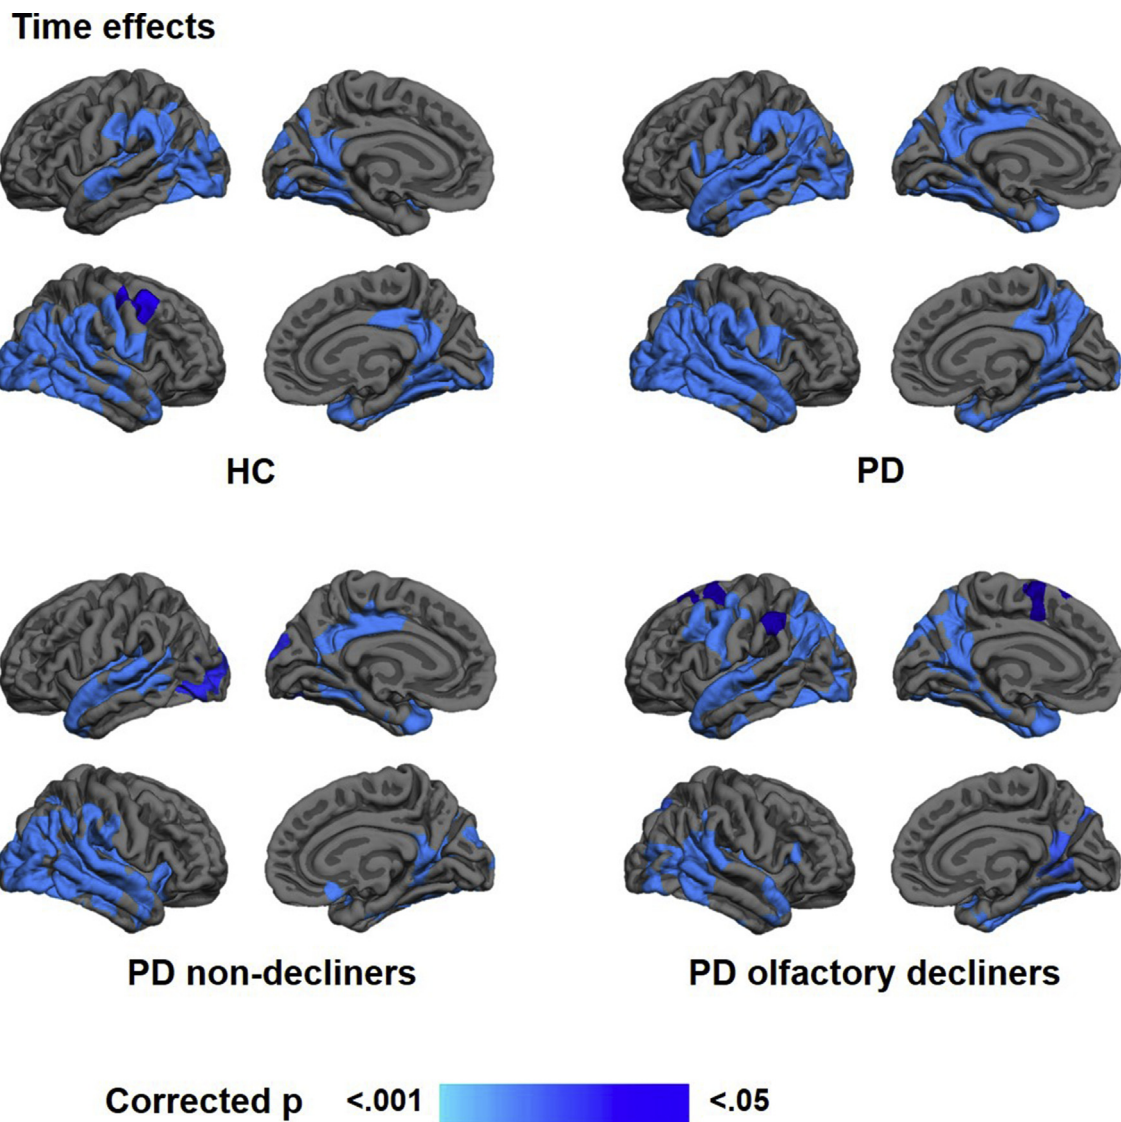 Time effects
HC
PD
PD non-decliners
PD olfactory decliners
Corrected p <.001 <.05